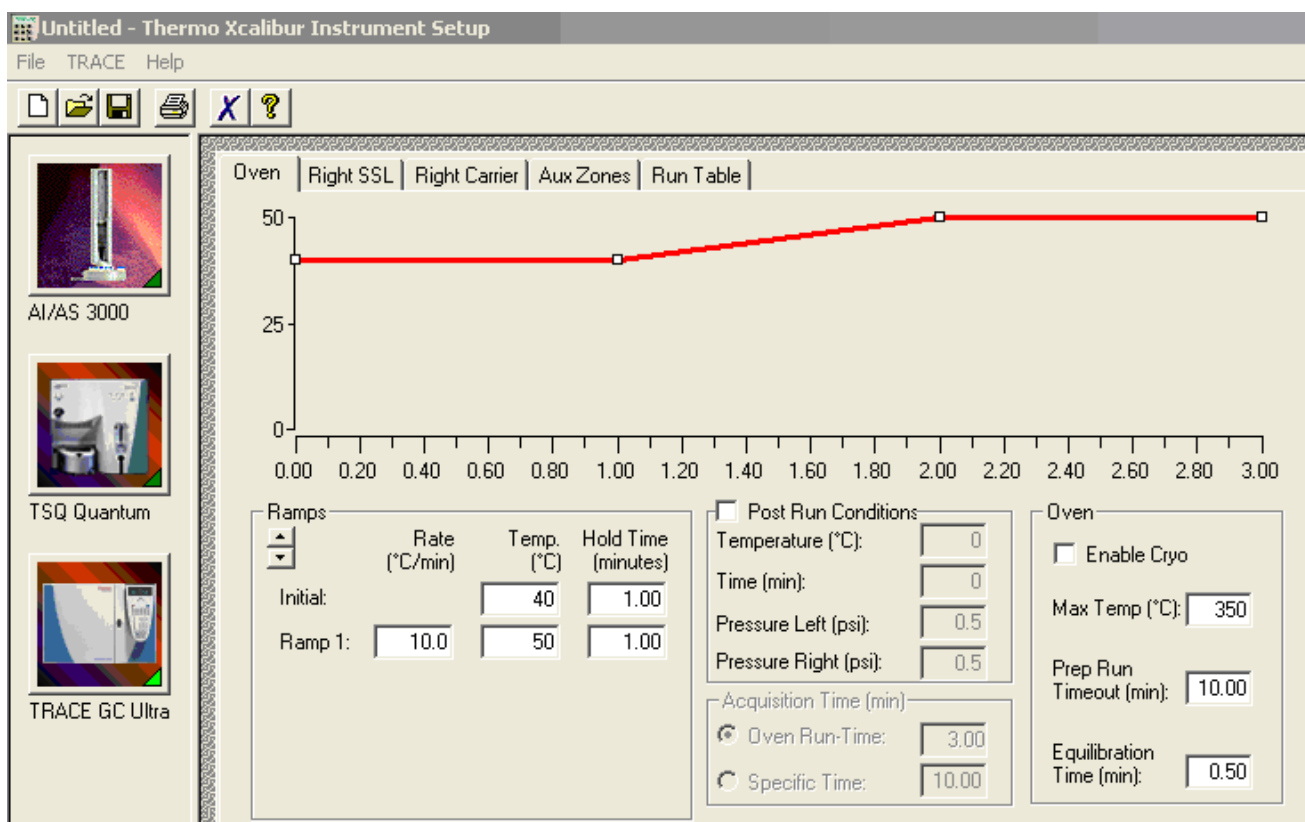 Untitled - Thermo Xcalibur Instrument Setup
File TRACE Help
X ?
AI/AS 3000
TSQ Quantum
TRACE GC Ultra
Oven Right SSL Right Carrier Aux Zones Run Table
50
25
0
0.00 0.20 0.40 0.60 0.80 1.00 1.20 1.40 1.60 1.80 2.00 2.20 2.40 2.60 2.80 3.00
Ramps
Rate (°C/min) Temp. (°C) Hold Time (minutes)
Initial: 40 1.00
Ramp 1: 10.0 50 1.00
Post Run Conditions
Temperature (°C): 0
Time (min): 0
Pressure Left (psi): 0.5
Pressure Right (psi): 0.5
Acquisition Time (min)
Oven Run-Time: 3.00
Specific Time: 10.00
Oven
Enable Cryo
Max Temp (°C): 350
Prep Run
Timeout (min): 10.00
Equilibration
Time (min): 0.50